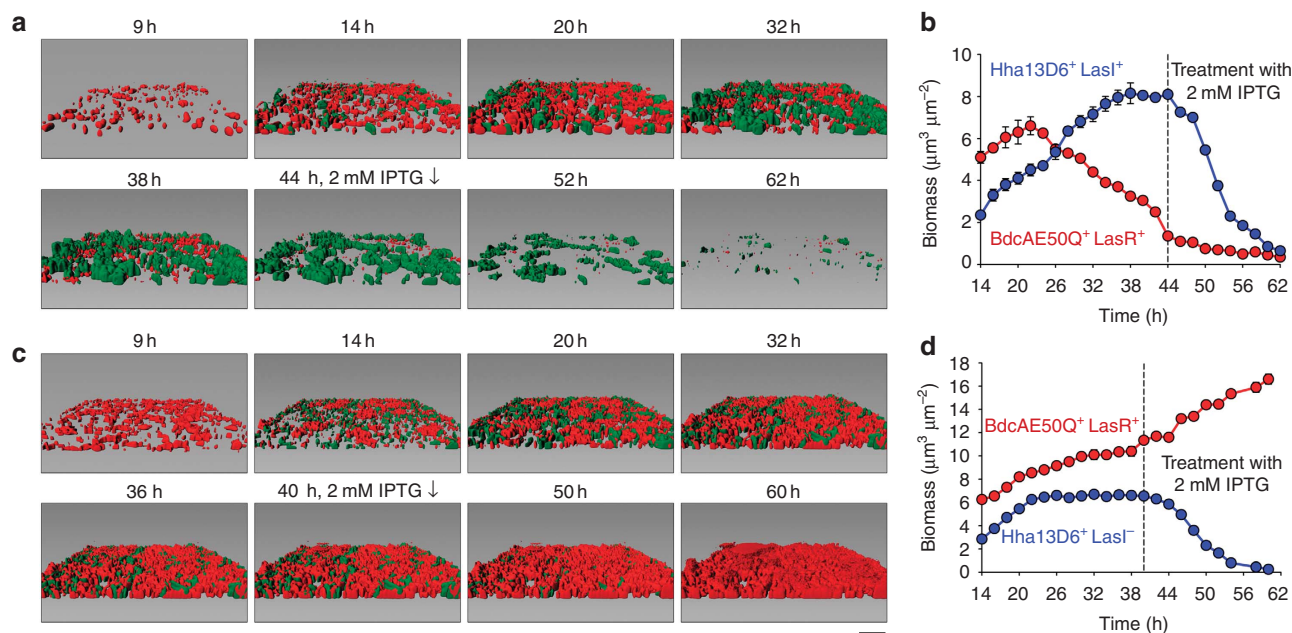 a
9 h 14 h 20 h 32 h
38 h 44 h, 2 mM IPTG ↓ 52 h 62 h
b
10
8
6
4
2
0
Biomass (μm³ μm⁻²)
Hha13D6⁺ LasI⁺
Treatment with
2 mM IPTG
BdcAE50Q⁺ LasR⁺
14 20 26 32 38 44 50 56 62
Time (h)
c
9 h 14 h 20 h 32 h
36 h 40 h, 2 mM IPTG ↓ 50 h 60 h
d
18
16
14
12
10
8
6
4
2
0
Biomass (μm³ μm⁻²)
BdcAE50Q⁺ LasR⁺
Treatment with
2 mM IPTG
Hha13D6⁺ LasI⁻
14 20 26 32 38 44 50 56 62
Time (h)